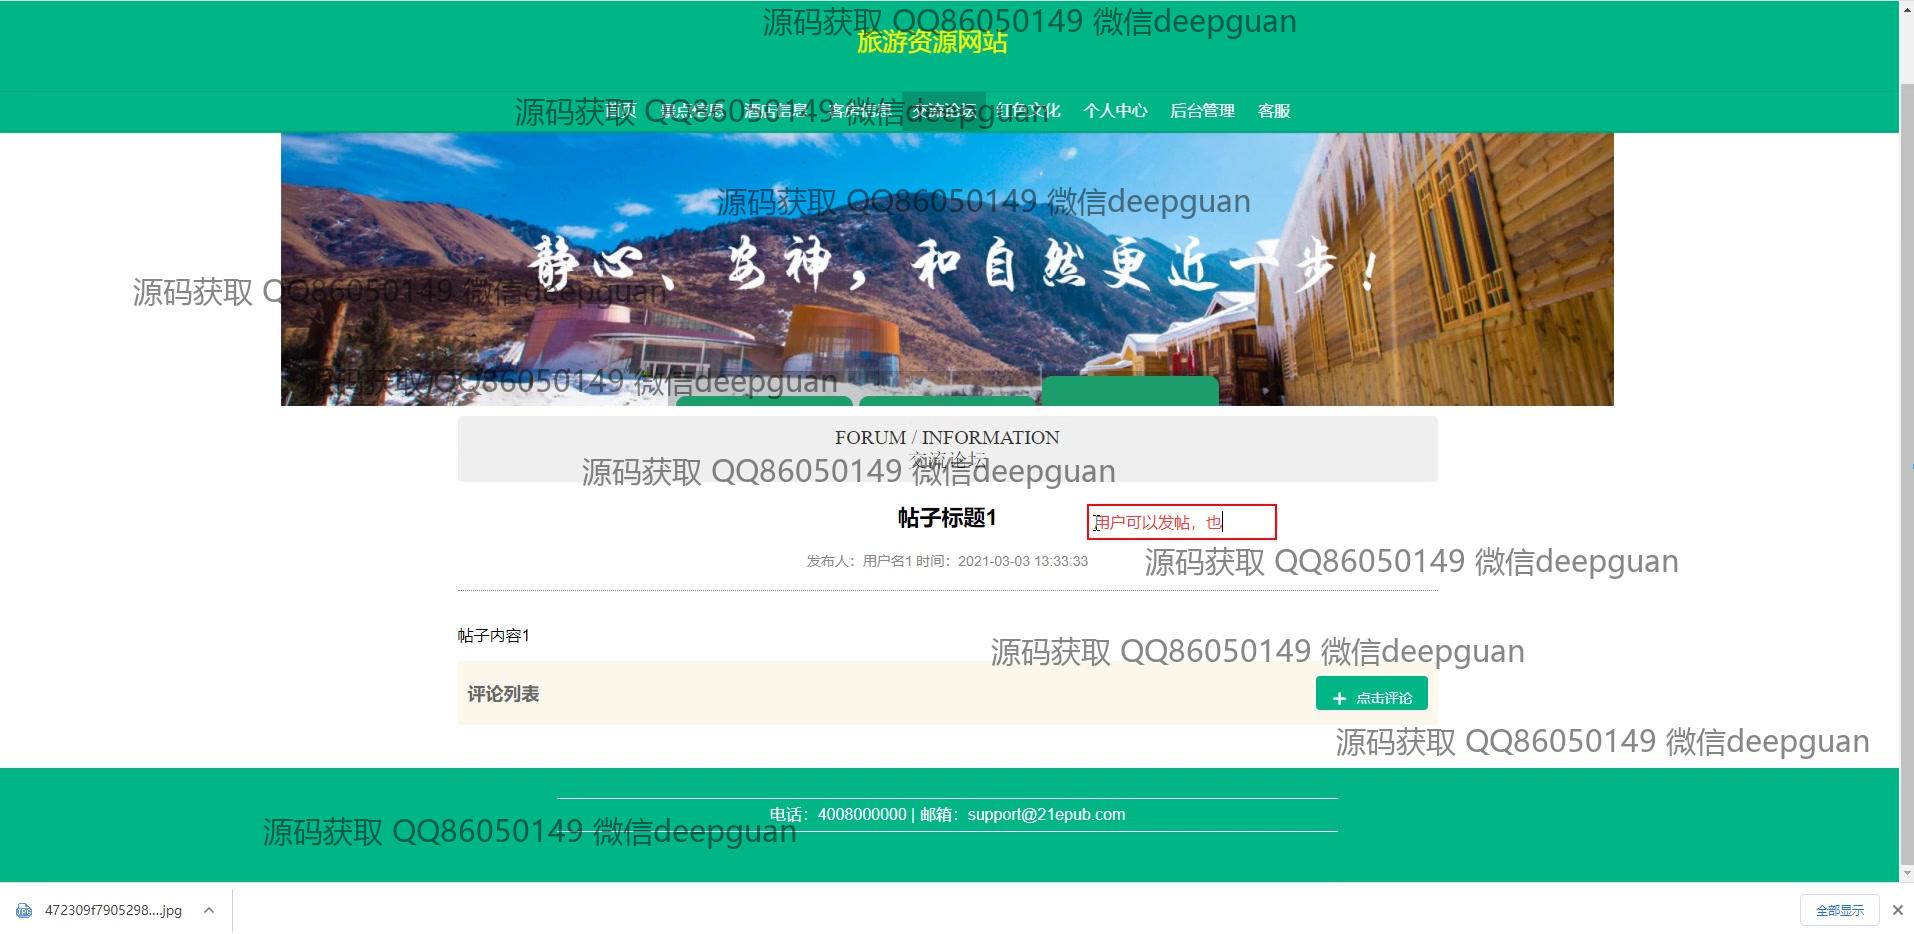 源码获取 QQ86050149 微信deepguan
旅游资源网站
首页 景点信息 酒店信息 客房信息 交流论坛 红色文化 个人中心 后台管理 客服
源码获取 QQ86050149 微信deepguan
源码获取 QQ86050149 微信deepguan
静心、安神，和自然更近一步！
源码获取 QQ86050149 微信deepguan
源码获取 QQ86050149 微信deepguan
FORUM / INFORMATION
交流论坛
源码获取 QQ86050149 微信deepguan
帖子标题1
用户可以发帖，也
发布人：用户名1 时间：2021-03-03 13:33:33
源码获取 QQ86050149 微信deepguan
帖子内容1
源码获取 QQ86050149 微信deepguan
评论列表
+ 点击评论
源码获取 QQ86050149 微信deepguan
电话：4008000000 | 邮箱：support@21epub.com
源码获取 QQ86050149 微信deepguan
472309f7905298....jpg
全部显示